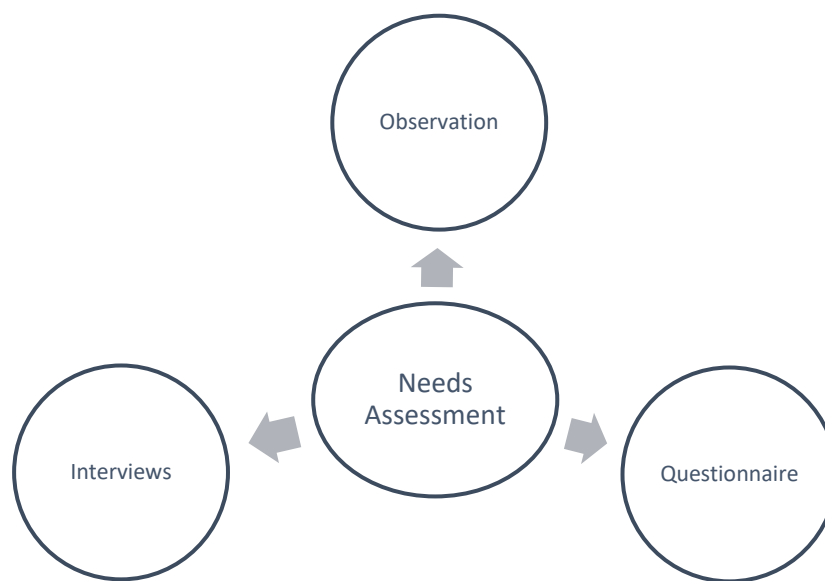 Observation
Needs
Assessment
Interviews
Questionnaire